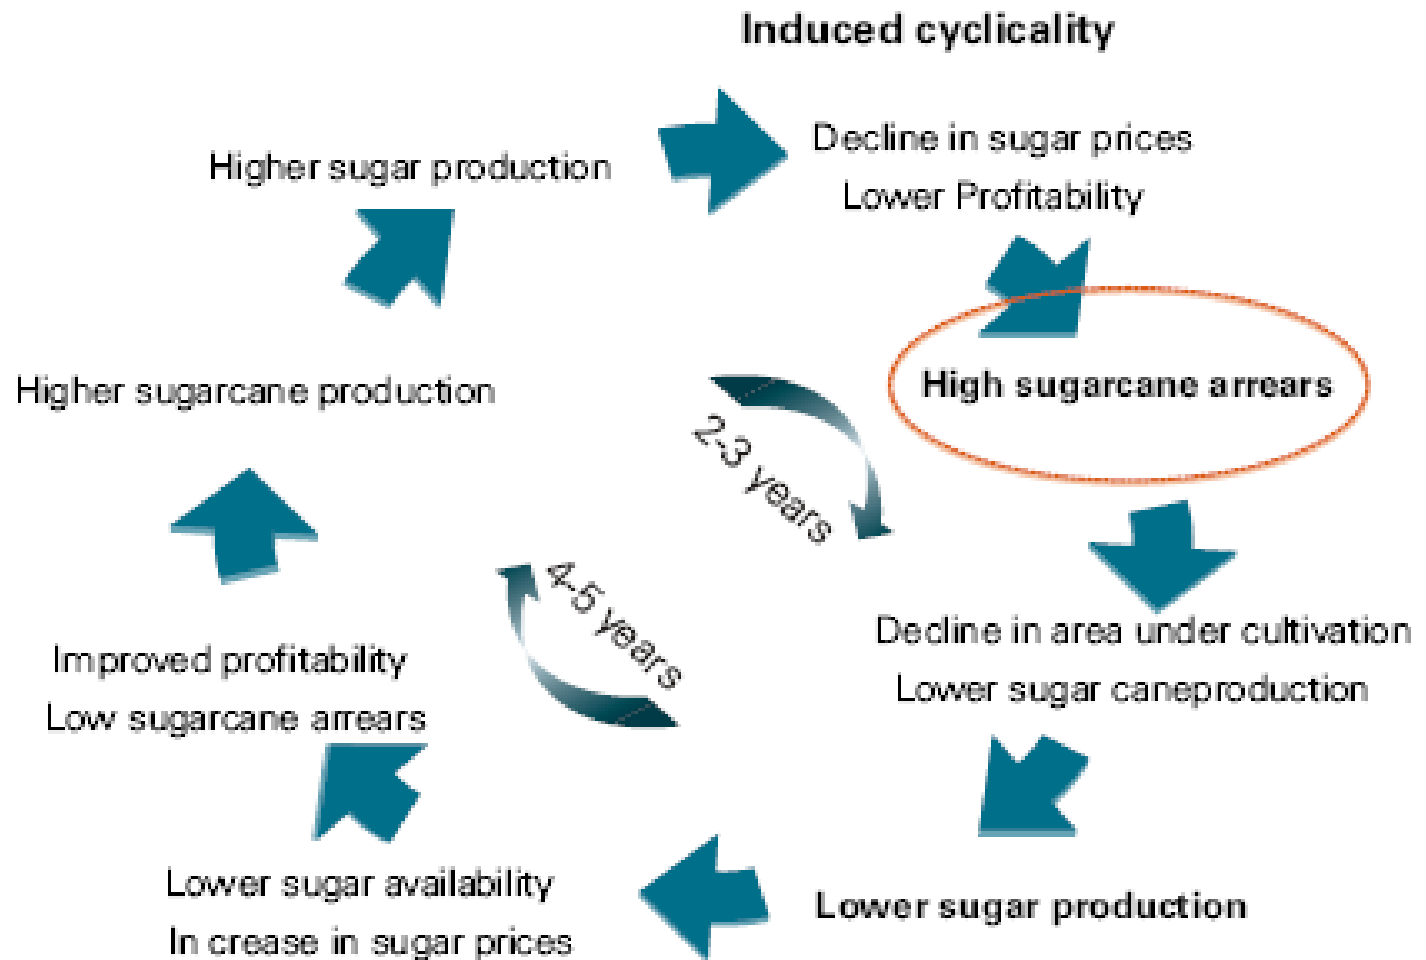 Induced cyclicality
Higher sugar production
Decline in sugar prices
Lower Profitability
High sugarcane arrears
Decline in area under cultivation
Lower sugar caneproduction
Lower sugar production
Lower sugar availability
In crease in sugar prices
Improved profitability
Low sugarcane arrears
Higher sugarcane production
2-3 years
4-5 years